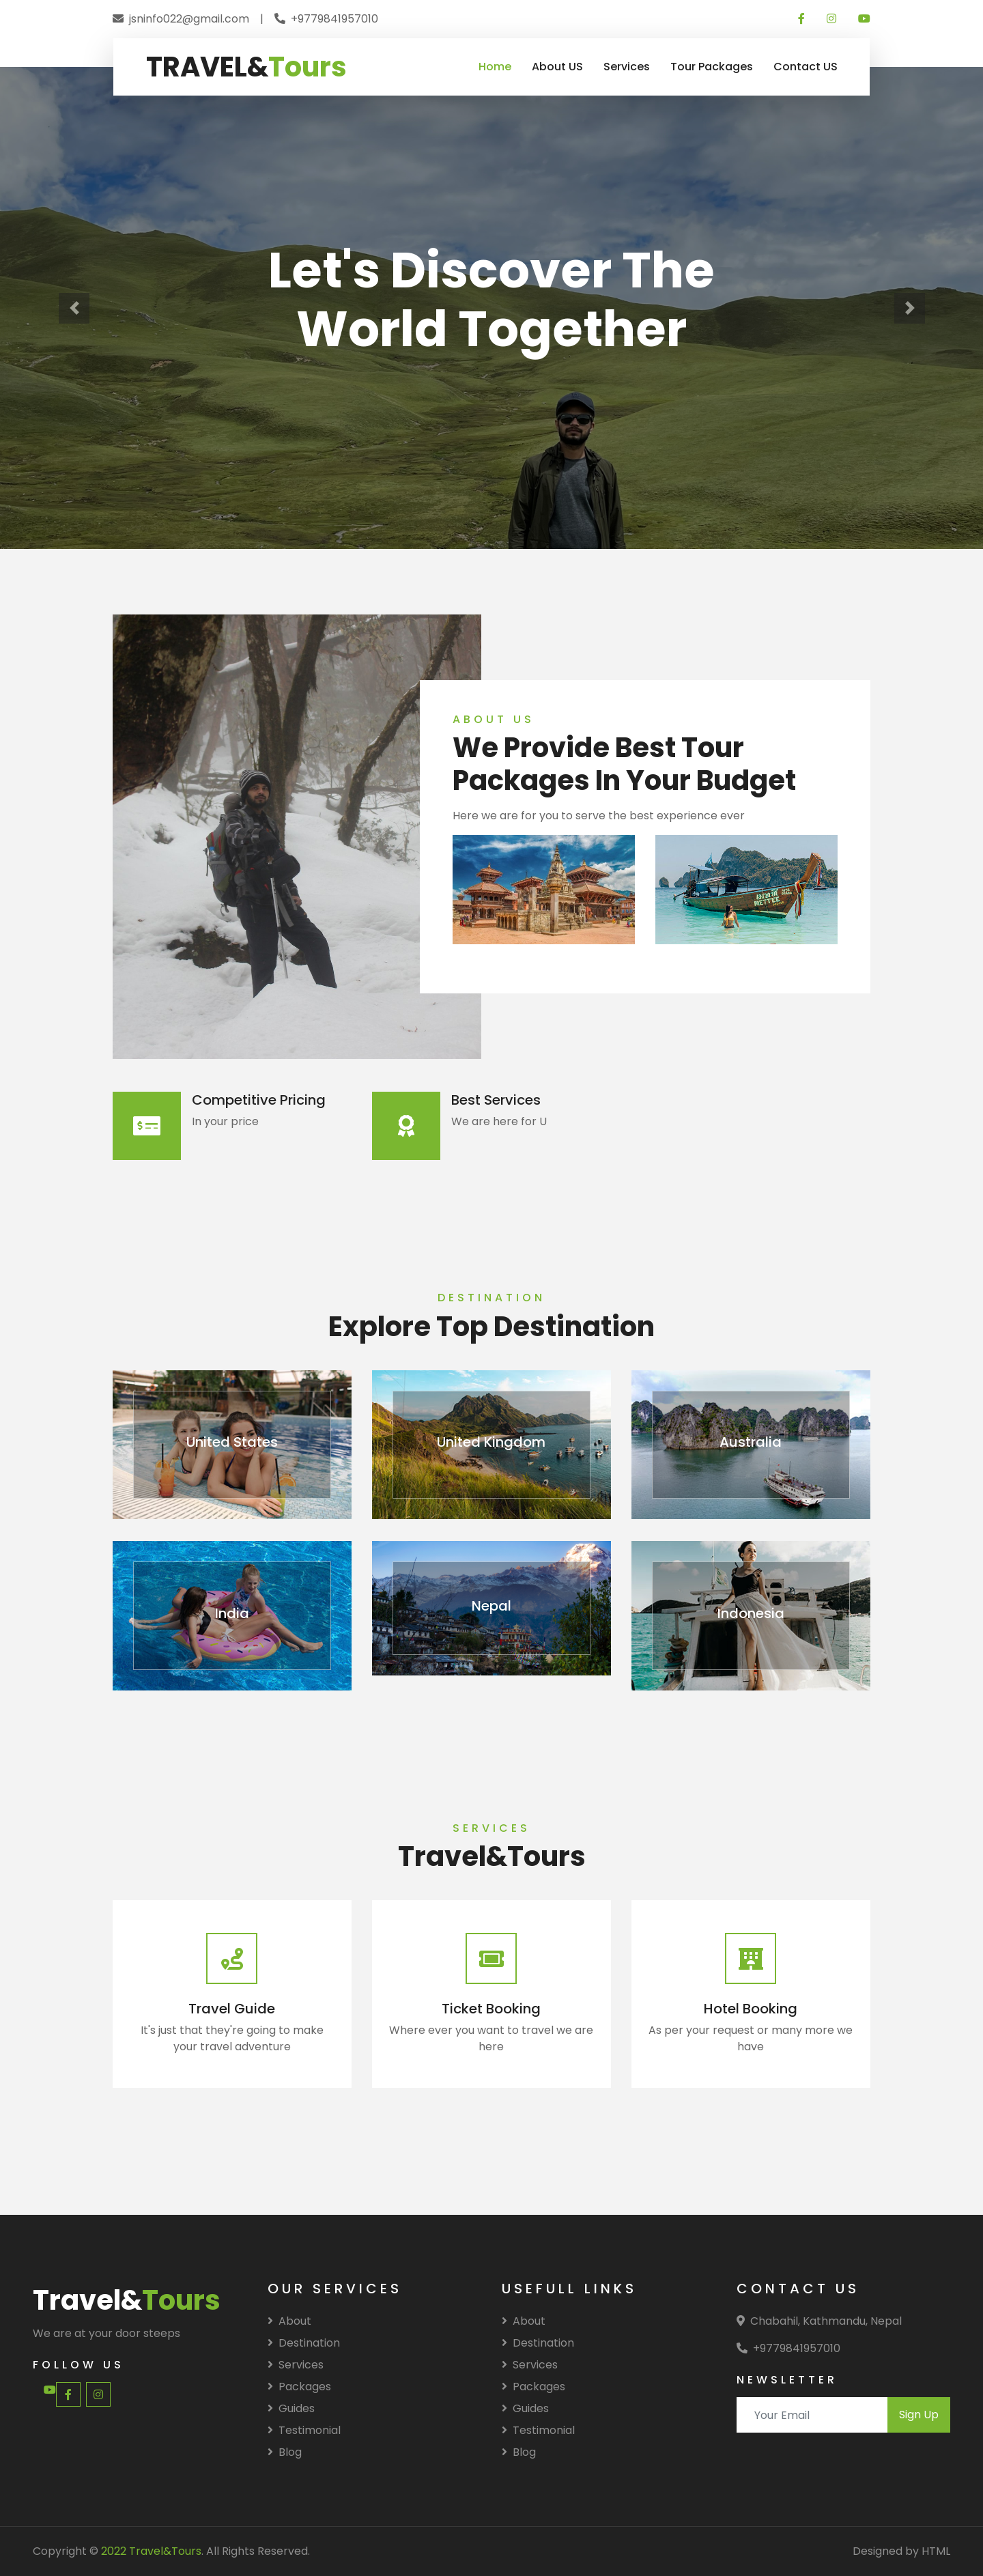 jsninfo022@gmail.com | +9779841957010
TRAVEL&Tours
Home About US Services Tour Packages Contact US
Let's Discover The
World Together
ABOUT US
We Provide Best Tour
Packages In Your Budget
Here we are for you to serve the best experience ever
Competitive Pricing
In your price
Best Services
We are here for U
DESTINATION
Explore Top Destination
United States
United Kingdom
Australia
India
Nepal
Indonesia
SERVICES
Travel&Tours
Travel Guide
It's just that they're going to make
your travel adventure
Ticket Booking
Where ever you want to travel we are
here
Hotel Booking
As per your request or many more we
have
Travel&Tours
We are at your door steeps
FOLLOW US
OUR SERVICES
About
Destination
Services
Packages
Guides
Testimonial
Blog
USEFULL LINKS
About
Destination
Services
Packages
Guides
Testimonial
Blog
CONTACT US
Chabahil, Kathmandu, Nepal
+9779841957010
NEWSLETTER
Your Email
Sign Up
Copyright © 2022 Travel&Tours. All Rights Reserved.
Designed by HTML